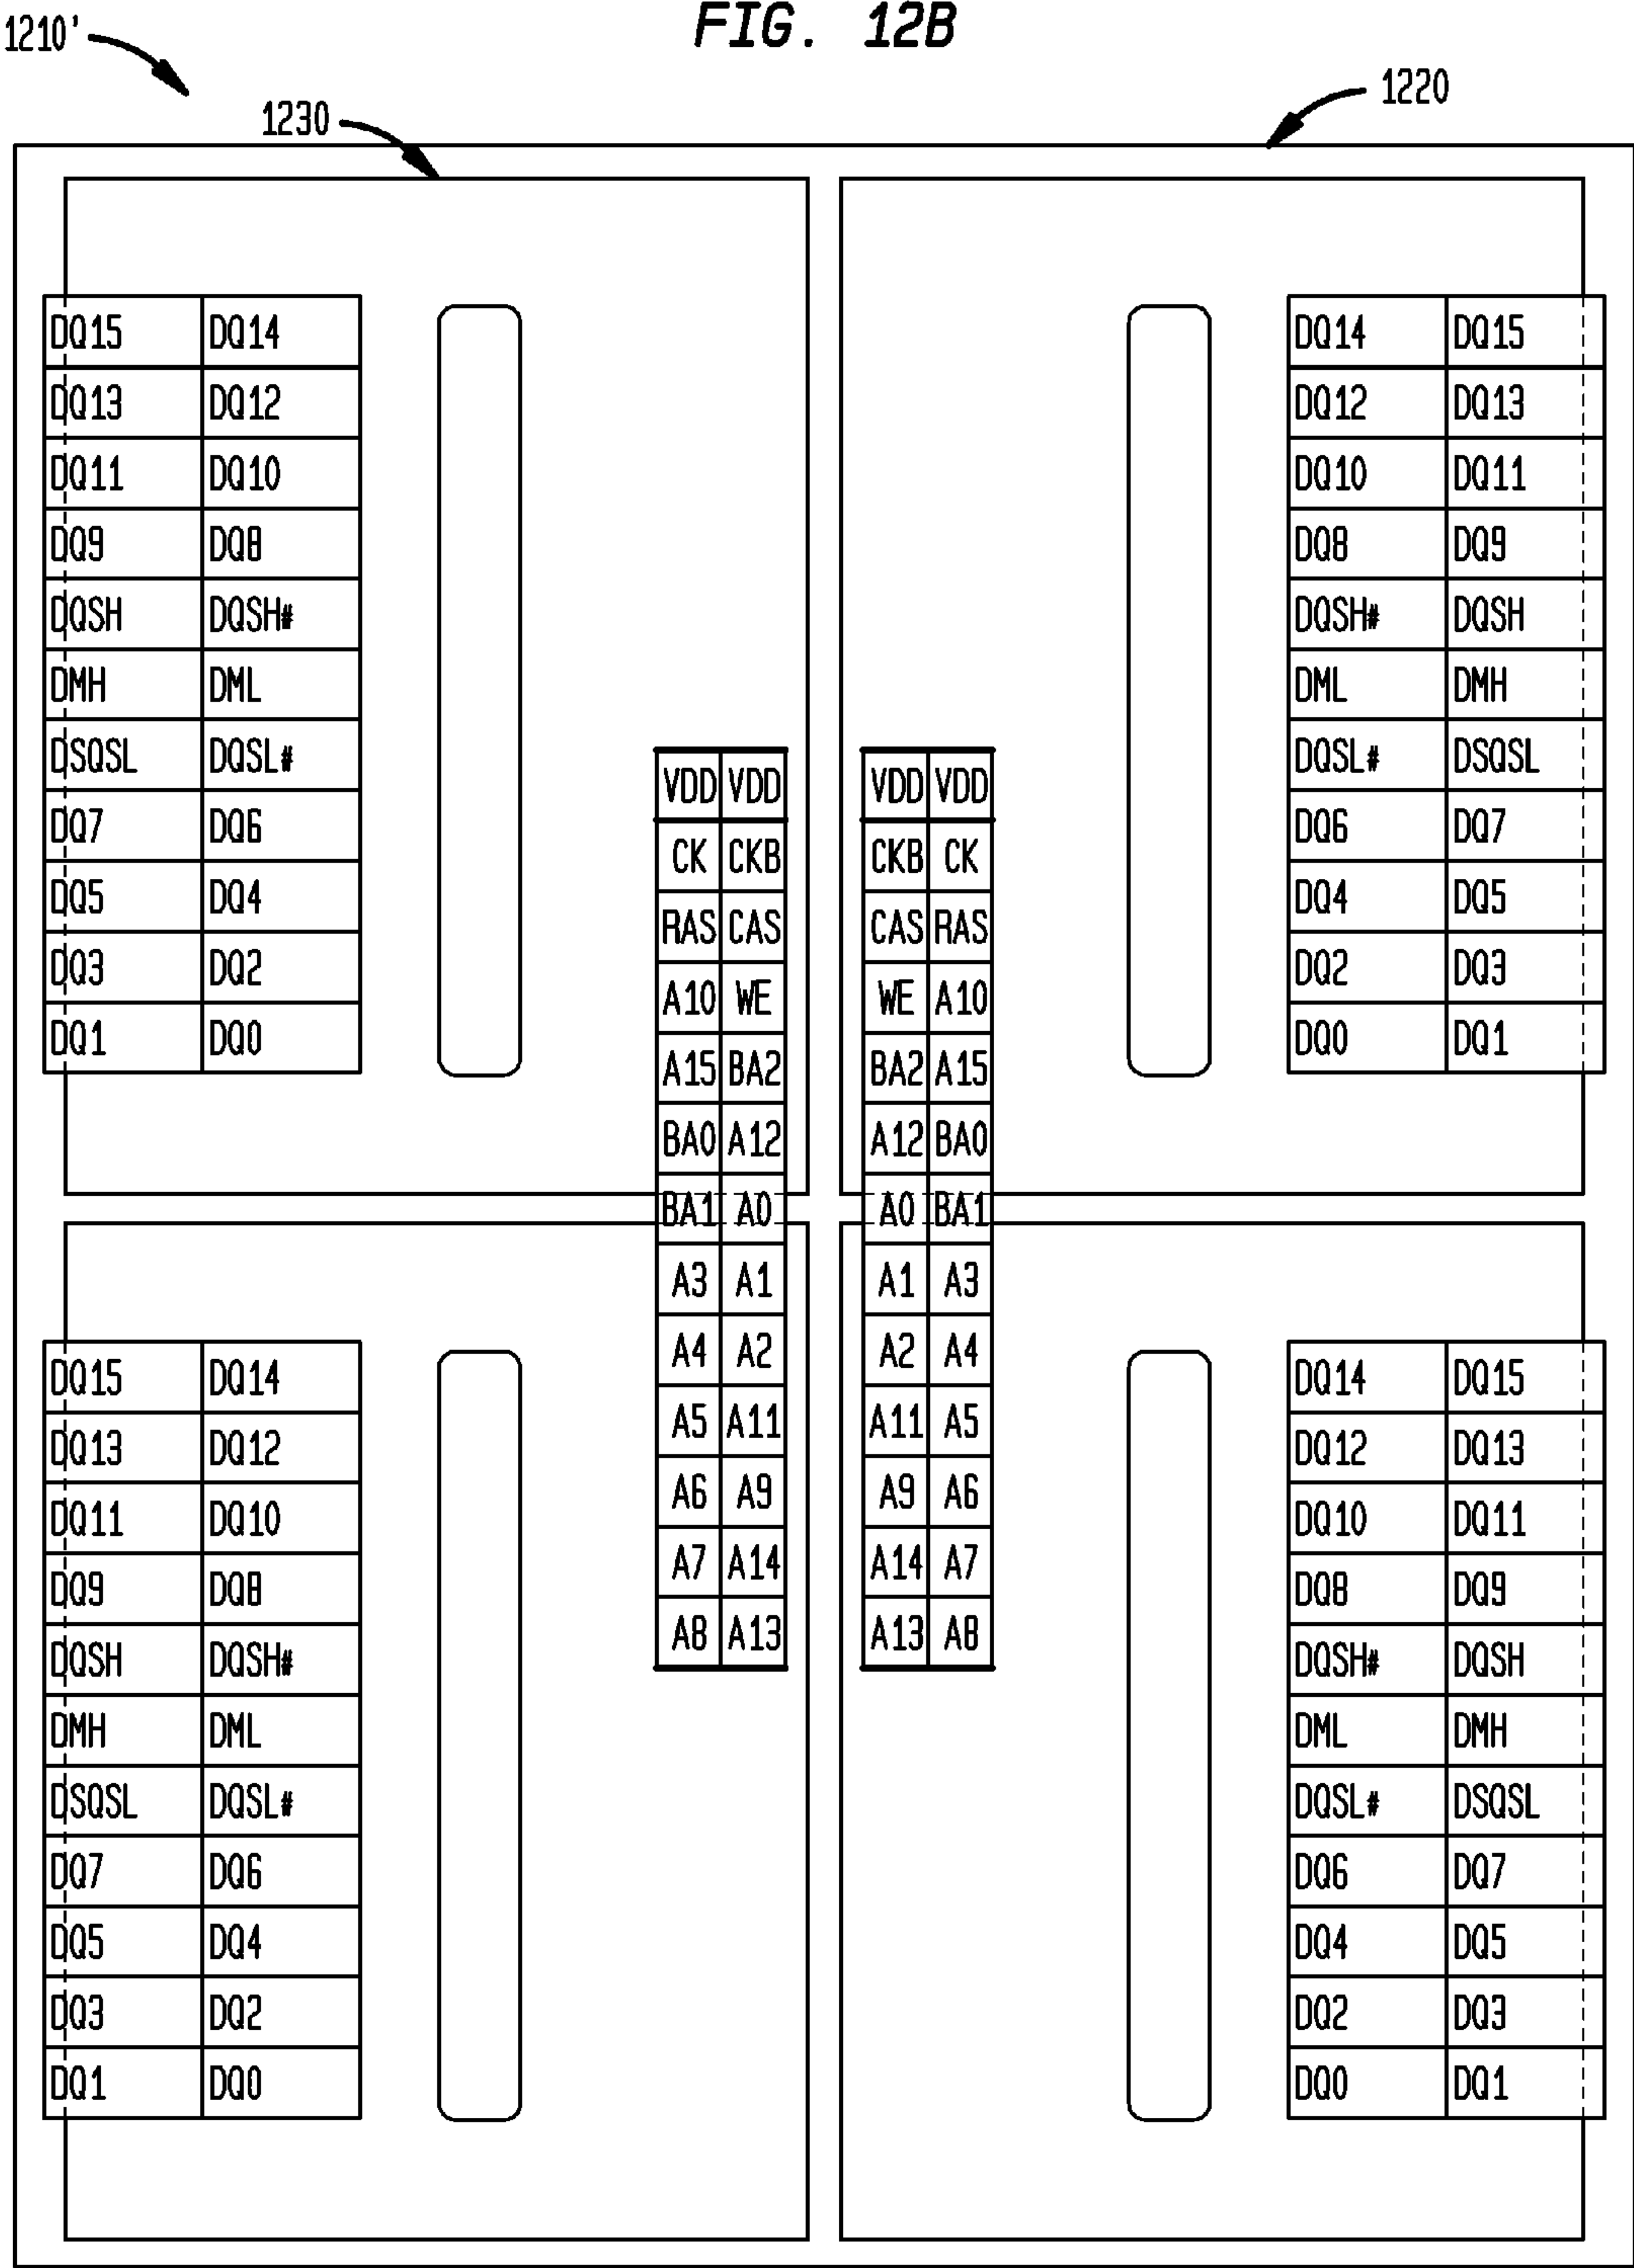 FIG. 12B
1210'
1230
1220
DQ15 DQ14
DQ13 DQ12
DQ11 DQ10
DQ9 DQ8
DQSH DQSH#
DMH DML
DSQSL DQSL#
DQ7 DQ6
DQ5 DQ4
DQ3 DQ2
DQ1 DQ0
DQ14 DQ15
DQ12 DQ13
DQ10 DQ11
DQ8 DQ9
DQSH# DQSH
DML DMH
DQSL# DSQSL
DQ6 DQ7
DQ4 DQ5
DQ2 DQ3
DQ0 DQ1
VDD VDD
CK CKB
RAS CAS
A10 WE
A15 BA2
BA0 A12
BA1 A0
A3 A1
A4 A2
A5 A11
A6 A9
A7 A14
A8 A13
VDD VDD
CKB CK
CAS RAS
WE A10
BA2 A15
A12 BA0
A0 BA1
A1 A3
A2 A4
A11 A5
A9 A6
A14 A7
A13 A8
DQ15 DQ14
DQ13 DQ12
DQ11 DQ10
DQ9 DQ8
DQSH DQSH#
DMH DML
DSQSL DQSL#
DQ7 DQ6
DQ5 DQ4
DQ3 DQ2
DQ1 DQ0
DQ14 DQ15
DQ12 DQ13
DQ10 DQ11
DQ8 DQ9
DQSH# DQSH
DML DMH
DQSL# DSQSL
DQ6 DQ7
DQ4 DQ5
DQ2 DQ3
DQ0 DQ1